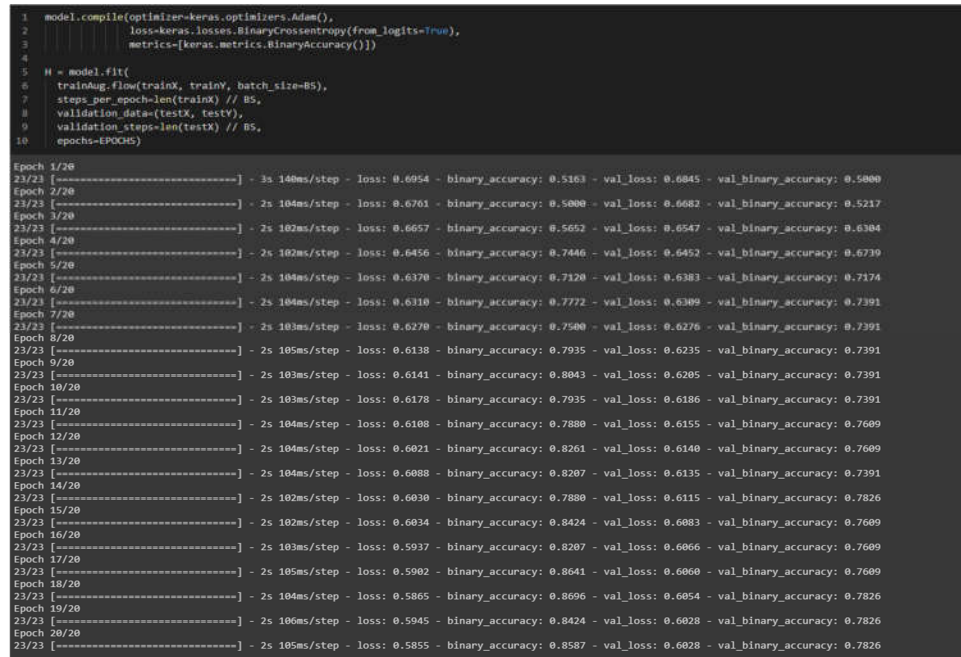 1 model.compile(optimizer=keras.optimizers.Adam(),
2 loss=keras.losses.BinaryCrossentropy(from_logits=True),
3 metrics=[keras.metrics.BinaryAccuracy()])
4
5 H = model.fit(
6 trainAug.flow(trainX, trainY, batch_size=BS),
7 steps_per_epoch=len(trainX) // BS,
8 validation_data=(testX, testY),
9 validation_steps=len(testX) // BS,
10 epochs=EPOCHS)
Epoch 1/20
23/23 [==============================] - 3s 140ms/step - loss: 0.6954 - binary_accuracy: 0.5163 - val_loss: 0.6845 - val_binary_accuracy: 0.5000
Epoch 2/20
23/23 [==============================] - 2s 104ms/step - loss: 0.6761 - binary_accuracy: 0.5000 - val_loss: 0.6682 - val_binary_accuracy: 0.5217
Epoch 3/20
23/23 [==============================] - 2s 102ms/step - loss: 0.6657 - binary_accuracy: 0.5652 - val_loss: 0.6547 - val_binary_accuracy: 0.6304
Epoch 4/20
23/23 [==============================] - 2s 102ms/step - loss: 0.6456 - binary_accuracy: 0.7446 - val_loss: 0.6452 - val_binary_accuracy: 0.6739
Epoch 5/20
23/23 [==============================] - 2s 104ms/step - loss: 0.6370 - binary_accuracy: 0.7120 - val_loss: 0.6383 - val_binary_accuracy: 0.7174
Epoch 6/20
23/23 [==============================] - 2s 104ms/step - loss: 0.6310 - binary_accuracy: 0.7772 - val_loss: 0.6309 - val_binary_accuracy: 0.7391
Epoch 7/20
23/23 [==============================] - 2s 103ms/step - loss: 0.6270 - binary_accuracy: 0.7500 - val_loss: 0.6276 - val_binary_accuracy: 0.7391
Epoch 8/20
23/23 [==============================] - 2s 105ms/step - loss: 0.6138 - binary_accuracy: 0.7935 - val_loss: 0.6235 - val_binary_accuracy: 0.7391
Epoch 9/20
23/23 [==============================] - 2s 103ms/step - loss: 0.6141 - binary_accuracy: 0.8043 - val_loss: 0.6205 - val_binary_accuracy: 0.7391
Epoch 10/20
23/23 [==============================] - 2s 103ms/step - loss: 0.6178 - binary_accuracy: 0.7935 - val_loss: 0.6186 - val_binary_accuracy: 0.7391
Epoch 11/20
23/23 [==============================] - 2s 104ms/step - loss: 0.6108 - binary_accuracy: 0.7880 - val_loss: 0.6155 - val_binary_accuracy: 0.7609
Epoch 12/20
23/23 [==============================] - 2s 104ms/step - loss: 0.6021 - binary_accuracy: 0.8261 - val_loss: 0.6140 - val_binary_accuracy: 0.7609
Epoch 13/20
23/23 [==============================] - 2s 104ms/step - loss: 0.6088 - binary_accuracy: 0.8207 - val_loss: 0.6135 - val_binary_accuracy: 0.7391
Epoch 14/20
23/23 [==============================] - 2s 102ms/step - loss: 0.6030 - binary_accuracy: 0.7880 - val_loss: 0.6115 - val_binary_accuracy: 0.7826
Epoch 15/20
23/23 [==============================] - 2s 102ms/step - loss: 0.6034 - binary_accuracy: 0.8424 - val_loss: 0.6083 - val_binary_accuracy: 0.7609
Epoch 16/20
23/23 [==============================] - 2s 103ms/step - loss: 0.5937 - binary_accuracy: 0.8207 - val_loss: 0.6066 - val_binary_accuracy: 0.7609
Epoch 17/20
23/23 [==============================] - 2s 105ms/step - loss: 0.5902 - binary_accuracy: 0.8641 - val_loss: 0.6060 - val_binary_accuracy: 0.7609
Epoch 18/20
23/23 [==============================] - 2s 104ms/step - loss: 0.5865 - binary_accuracy: 0.8696 - val_loss: 0.6054 - val_binary_accuracy: 0.7826
Epoch 19/20
23/23 [==============================] - 2s 106ms/step - loss: 0.5945 - binary_accuracy: 0.8424 - val_loss: 0.6028 - val_binary_accuracy: 0.7826
Epoch 20/20
23/23 [==============================] - 2s 105ms/step - loss: 0.5855 - binary_accuracy: 0.8587 - val_loss: 0.6028 - val_binary_accuracy: 0.7826